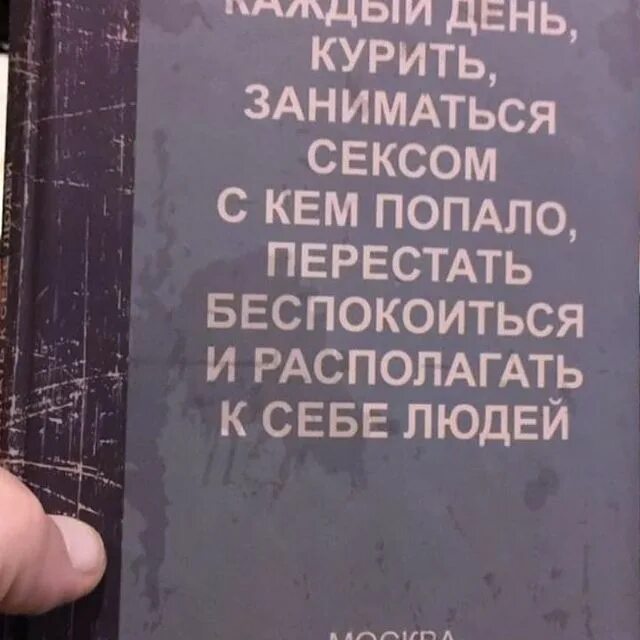 КАЖДЫЙ ДЕНЬ,
КУРИТЬ,
ЗАНИМАТЬСЯ
СЕКСОМ
С КЕМ ПОПАЛО,
ПЕРЕСТАТЬ
БЕСПОКОИТЬСЯ
И РАСПОЛАГАТЬ
К СЕБЕ ЛЮДЕЙ
МОСКВА